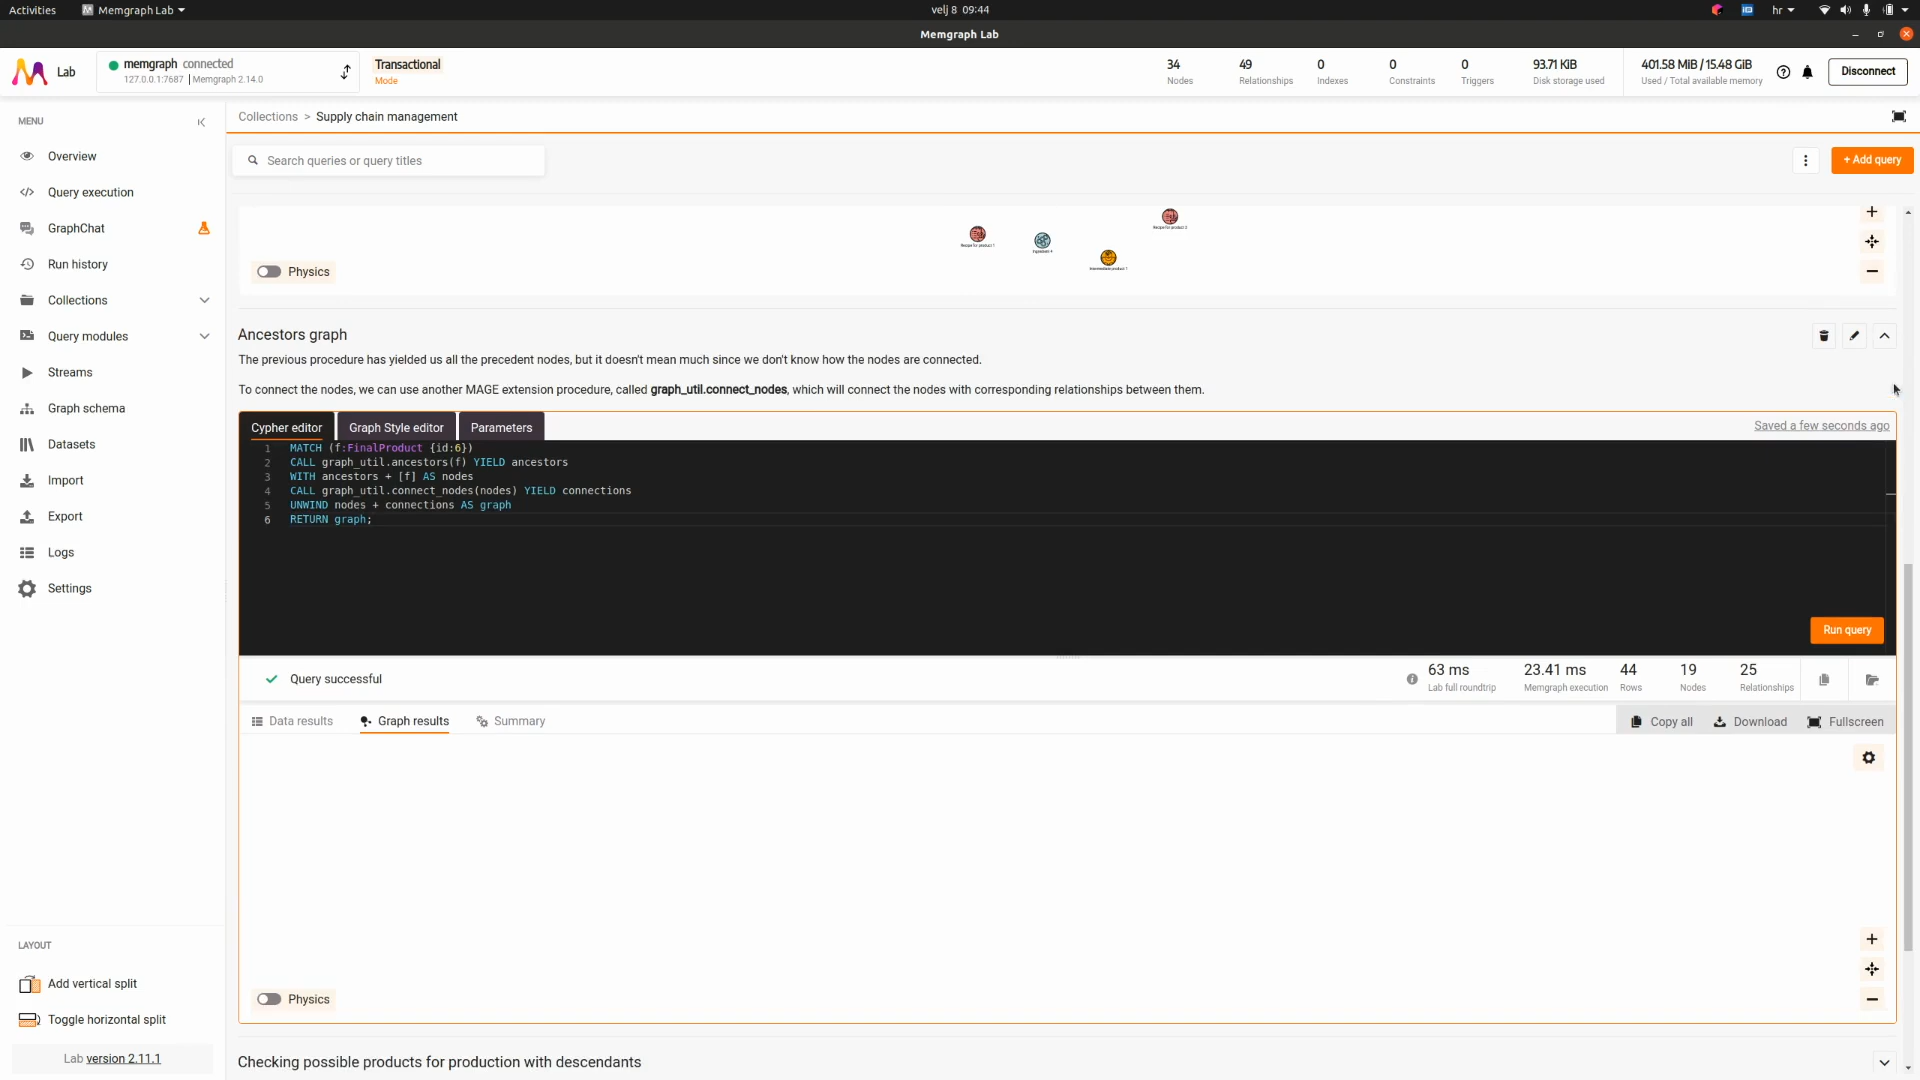 Activities
Memgraph Lab
velj 8 09:44
hr
Memgraph Lab
Lab
memgraph connected
127.0.0.1:7687 | Memgraph 2.14.0
Transactional
Mode
34
Nodes
49
Relationships
0
Indexes
0
Constraints
0
Triggers
93.71 KiB
Disk storage used
401.58 MiB / 15.48 GiB
Used / Total available memory
Disconnect
MENU
Overview
Query execution
GraphChat
Run history
Collections
Query modules
Streams
Graph schema
Datasets
Import
Export
Logs
Settings
LAYOUT
Add vertical split
Toggle horizontal split
Lab version 2.11.1
Collections > Supply chain management
Search queries or query titles
+ Add query
Recipe for product 1
Ingredient 4
Intermediate product 1
Physics
Ancestors graph
The previous procedure has yielded us all the precedent nodes, but it doesn't mean much since we don't know how the nodes are connected.
To connect the nodes, we can use another MAGE extension procedure, called graph_util.connect_nodes, which will connect the nodes with corresponding relationships between them.
Cypher editor
Graph Style editor
Parameters
Saved a few seconds ago
1 MATCH (f:FinalProduct {id:6})
2 CALL graph_util.ancestors(f) YIELD ancestors
3 WITH ancestors + [f] AS nodes
4 CALL graph_util.connect_nodes(nodes) YIELD connections
5 UNWIND nodes + connections AS graph
6 RETURN graph;
Run query
Query successful
63 ms
Lab full roundtrip
23.41 ms
Memgraph execution
44
Rows
19
Nodes
25
Relationships
Data results
Graph results
Summary
Copy all
Download
Fullscreen
Physics
Checking possible products for production with descendants